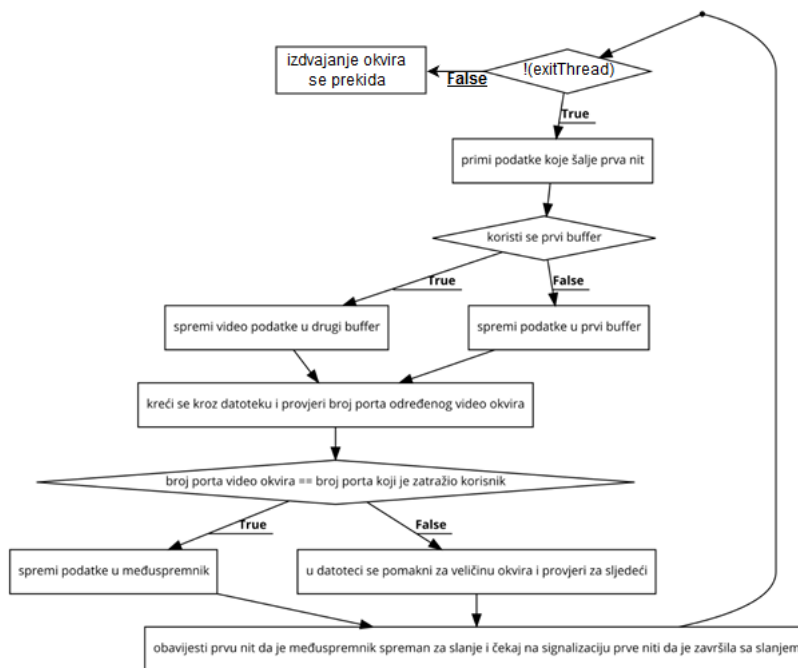 izdvajanje okvira
se prekida
False
!(exitThread)
True
primi podatke koje šalje prva nit
koristi se prvi buffer
True
False
spremi video podatke u drugi buffer
spremi podatke u prvi buffer
kreći se kroz datoteku i provjeri broj porta određenog video okvira
broj porta video okvira == broj porta koji je zatražio korisnik
True
False
spremi podatke u međuspremnik
u datoteci se pomakni za veličinu okvira i provjeri za sljedeći
obavijesti prvu nit da je međuspremnik spreman za slanje i čekaj na signalizaciju prve niti da je završila sa slanjem